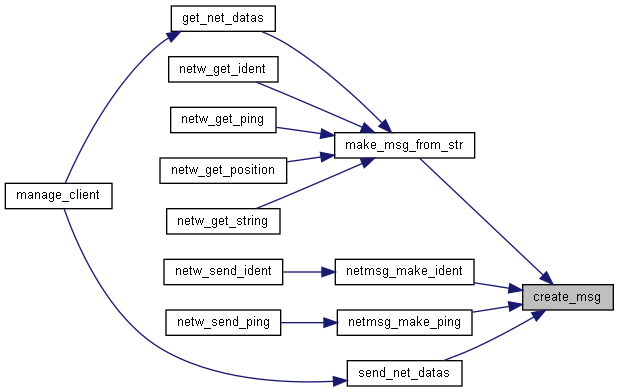 get_net_datas
netw_get_ident
netw_get_ping
make_msg_from_str
netw_get_position
manage_client
netw_get_string
netw_send_ident
netmsg_make_ident
create_msg
netw_send_ping
netmsg_make_ping
send_net_datas